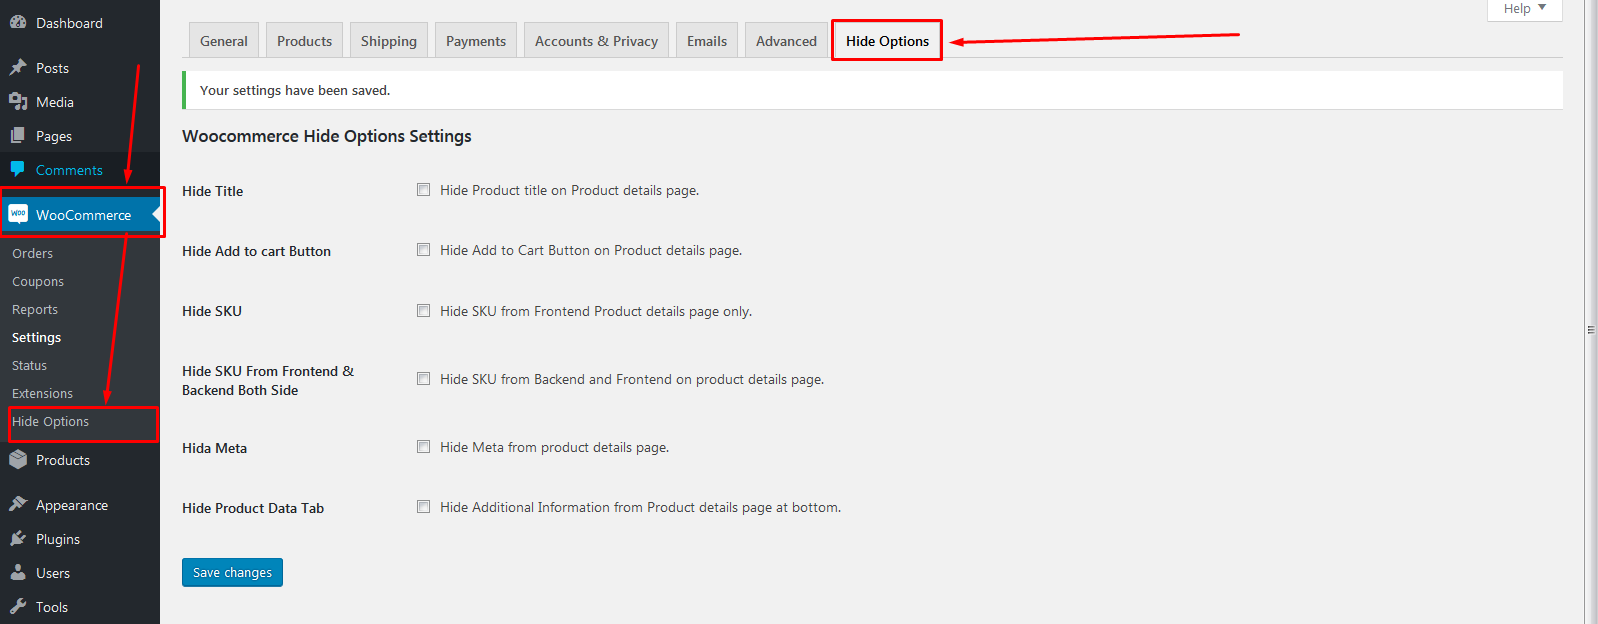 Dashboard
Posts
Media
Pages
Comments
woo WooCommerce
Orders
Coupons
Reports
Settings
Status
Extensions
Hide Options
Products
Appearance
Plugins
Users
Tools
Help
General Products Shipping Payments Accounts & Privacy Emails Advanced Hide Options
Your settings have been saved.
Woocommerce Hide Options Settings
Hide Title Hide Product title on Product details page.
Hide Add to cart Button Hide Add to Cart Button on Product details page.
Hide SKU Hide SKU from Frontend Product details page only.
Hide SKU From Frontend &
Backend Both Side Hide SKU from Backend and Frontend on product details page.
Hida Meta Hide Meta from product details page.
Hide Product Data Tab Hide Additional Information from Product details page at bottom.
Save changes